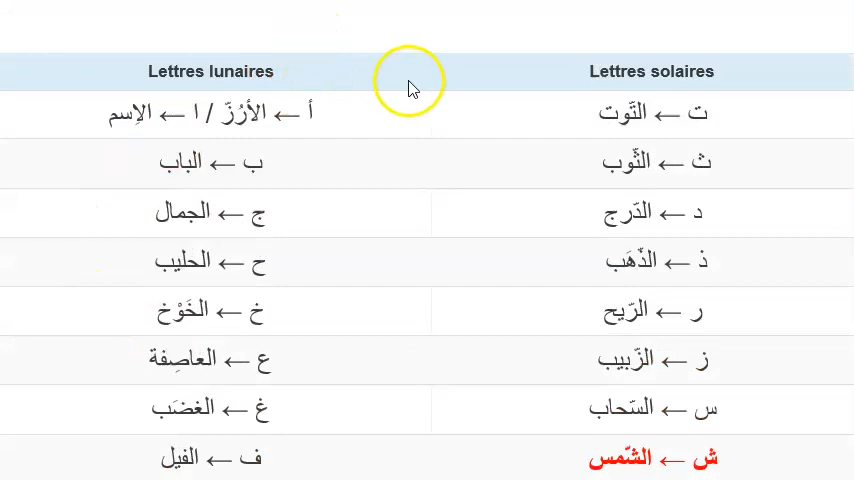 Lettres lunaires Lettres solaires
أ ← الأرُزّ / ا ← الاِسم ت ← التّوت
ب ← الباب ث ← الثّوب
ج ← الجمال د ← الدّرج
ح ← الحليب ذ ← الذّهَب
خ ← الخَوْخ ر ← الرّيح
ع ← العاصِفة ز ← الزّبيب
غ ← الغضَب س ← السّحاب
ف ← الفيل ش ← الشّمس